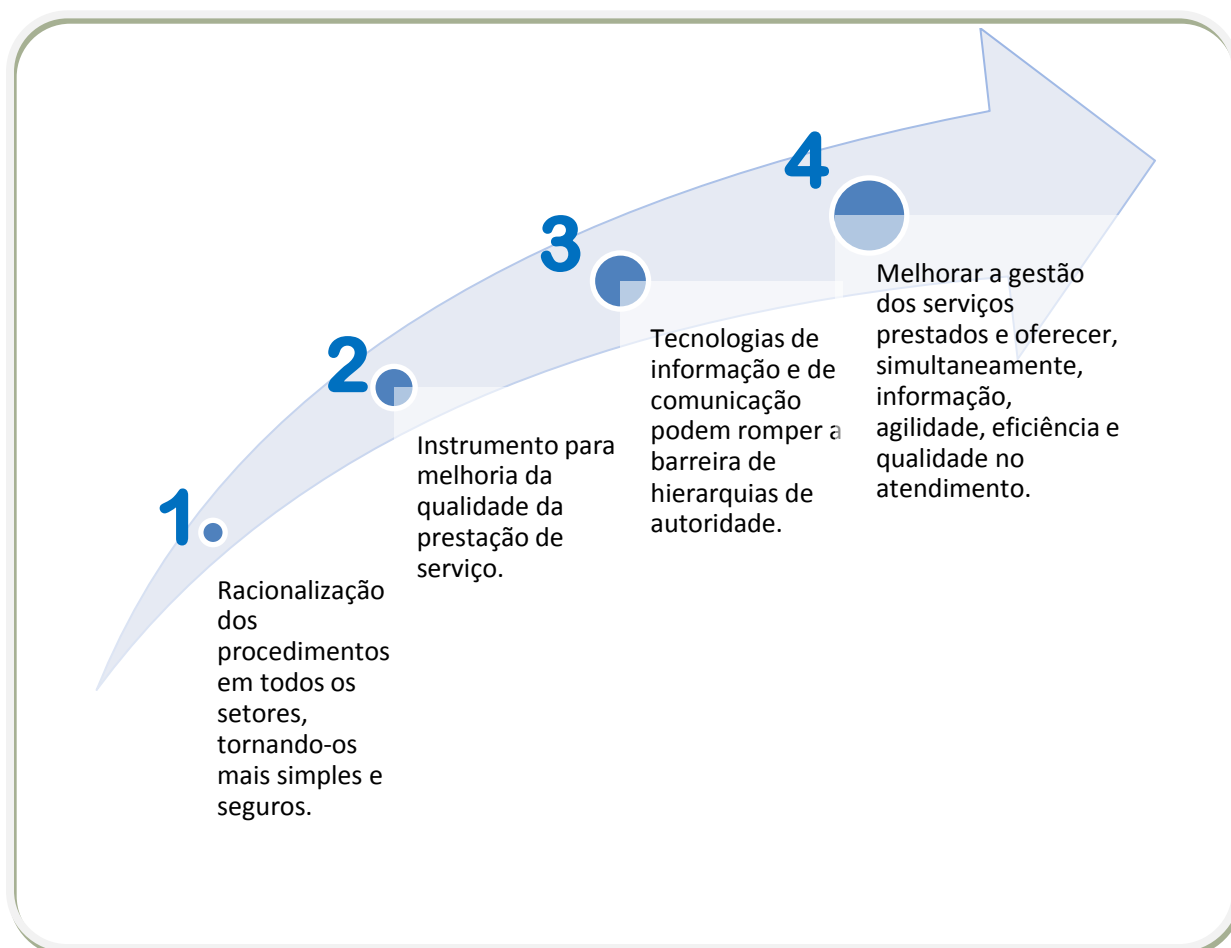 1
Racionalização
dos
procedimentos
em todos os
setores,
tornando-os
mais simples e
seguros.
2
Instrumento para
melhoria da
qualidade da
prestação de
serviço.
3
Tecnologias de
informação e de
comunicação
podem romper a
barreira de
hierarquias de
autoridade.
4
Melhorar a gestão
dos serviços
prestados e oferecer,
simultaneamente,
informação,
agilidade, eficiência e
qualidade no
atendimento.